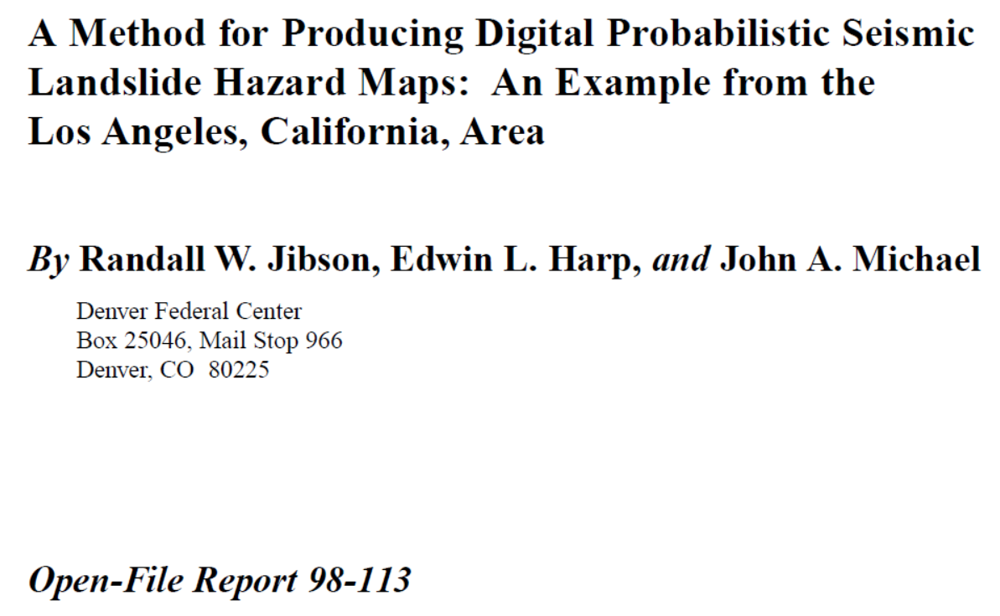 A Method for Producing Digital Probabilistic Seismic
Landslide Hazard Maps:  An Example from the
Los Angeles, California, Area
By Randall W. Jibson, Edwin L. Harp, and John A. Michael
Denver Federal Center
Box 25046, Mail Stop 966
Denver, CO  80225
Open-File Report 98-113